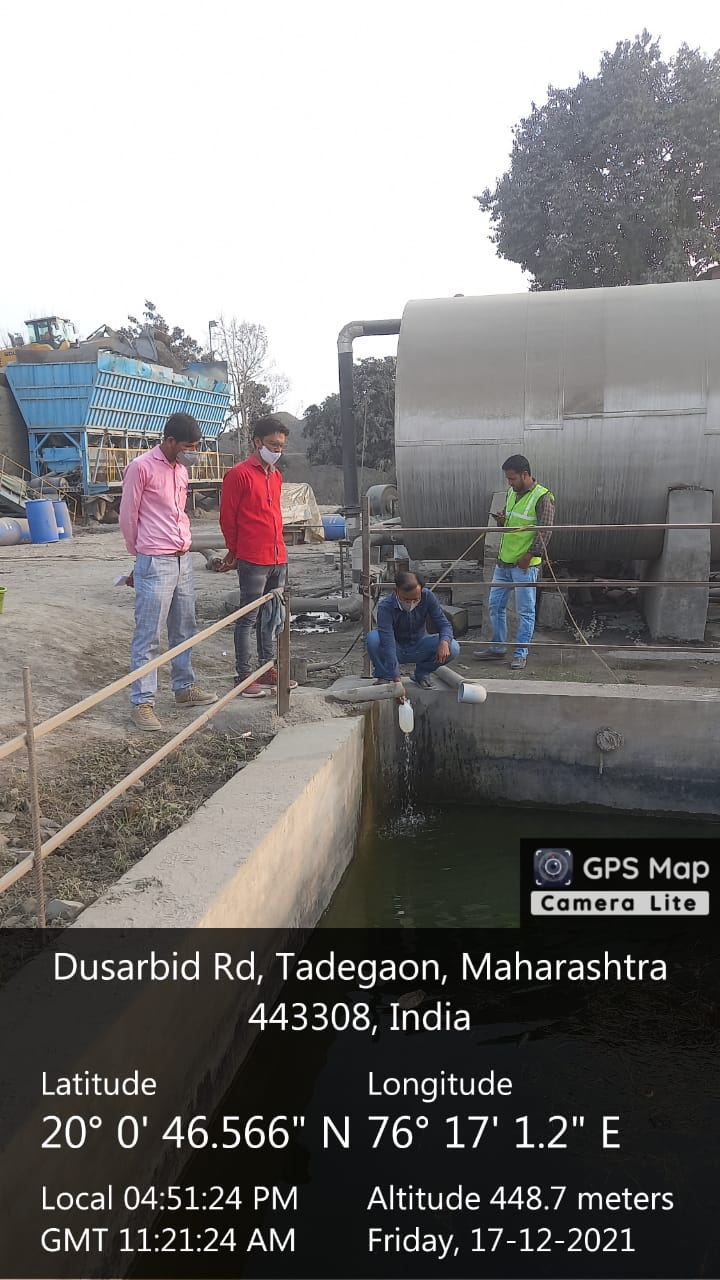 GPS Map
Camera Lite
Dusarbid Rd, Tadegaon, Maharashtra
443308, India
Latitude
Longitude
20° 0' 46.566" N
76° 17' 1.2" E
Local 04:51:24 PM
Altitude 448.7 meters
GMT 11:21:24 AM
Friday, 17-12-2021